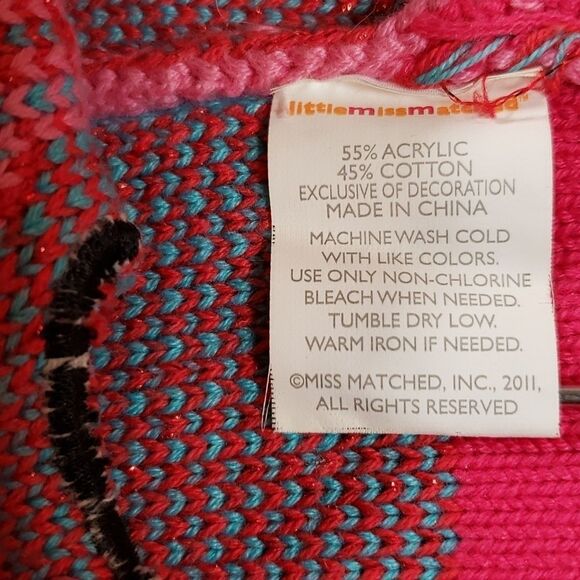 littlemissmatched™
55% ACRYLIC
45% COTTON
EXCLUSIVE OF DECORATION
MADE IN CHINA
MACHINE WASH COLD
WITH LIKE COLORS.
USE ONLY NON-CHLORINE
BLEACH WHEN NEEDED.
TUMBLE DRY LOW.
WARM IRON IF NEEDED.
©MISS MATCHED, INC., 2011,
ALL RIGHTS RESERVED